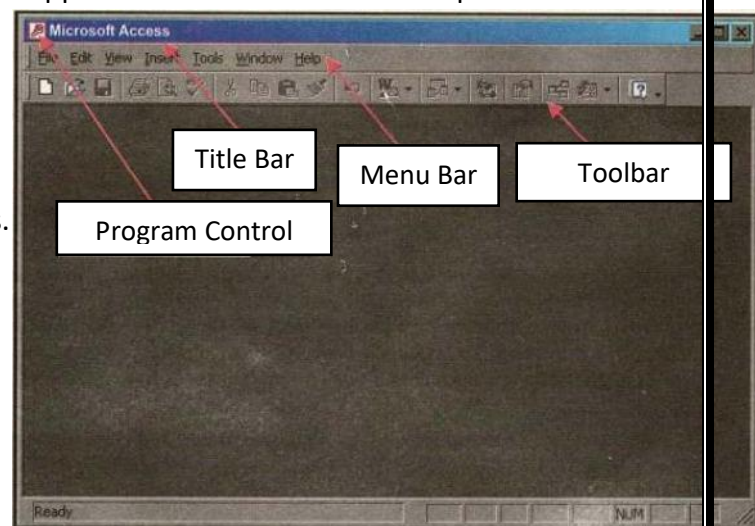 Microsoft Access
File Edit View Insert Tools Window Help
Title Bar
Menu Bar
Toolbar
Program Control
Ready
NUM